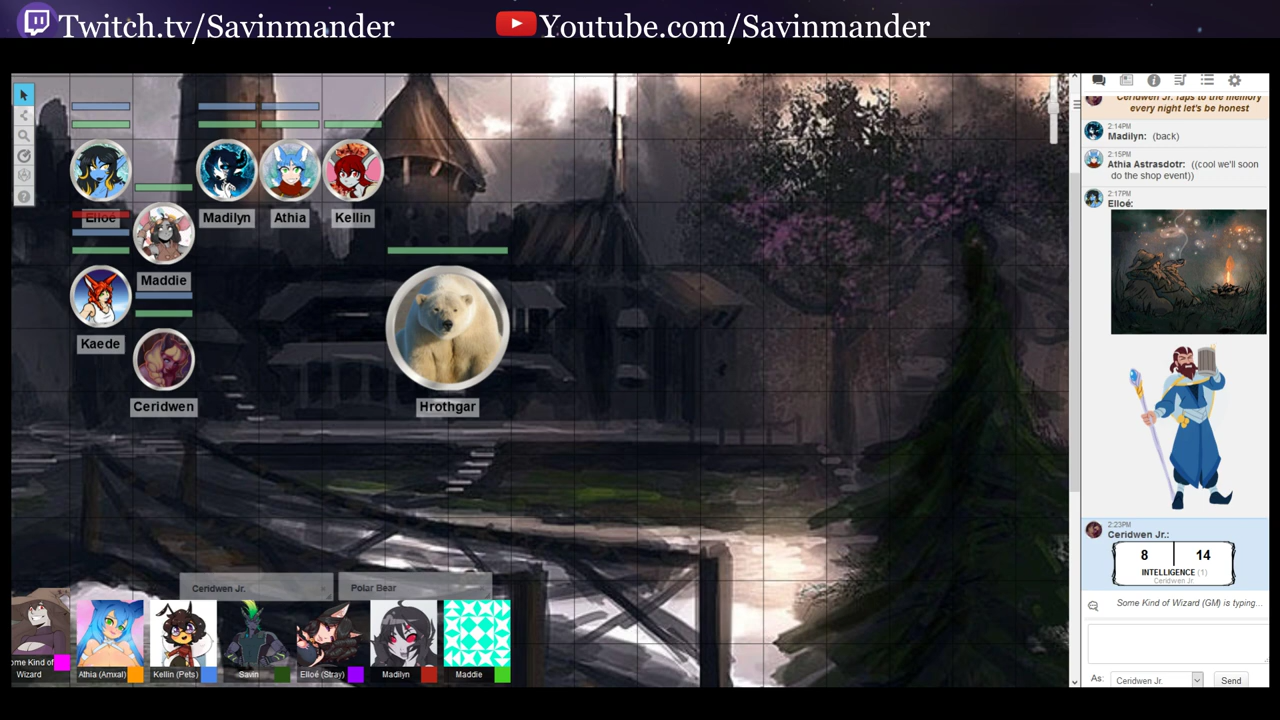 Twitch.tv/Savinmander
Youtube.com/Savinmander
Ceridwen Jr. faps to the memory
every night let's be honest
2:14PM
Madilyn: (back)
2:15PM
Athia Astrasdotr: ((cool we'll soon
do the shop event))
2:17PM
Elloé:
Elloé
Madilyn
Athia
Kellin
Maddie
Kaede
Ceridwen
Hrothgar
2:23PM
Ceridwen Jr.:
8 14
INTELLIGENCE (1)
Ceridwen Jr.
Some Kind of Wizard (GM) is typing...
As: Ceridwen Jr. Send
Ceridwen Jr.
Polar Bear
ome Kind of
Wizard
Athia (Amxal)
Kellin (Pets)
Savin
Elloé (Stray)
Madilyn
Maddie